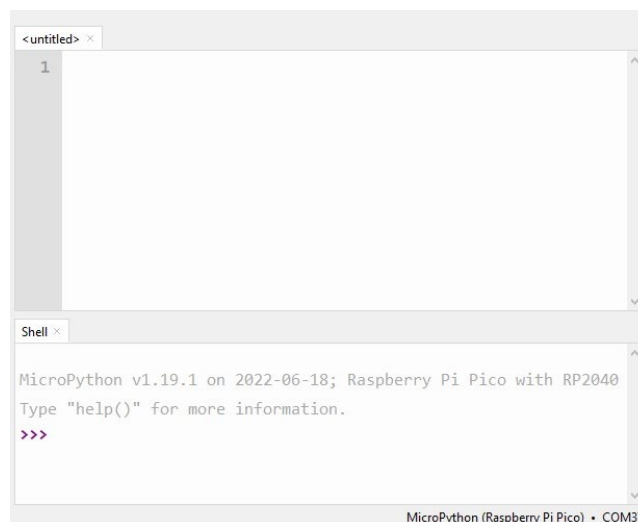 <untitled> ×
1
Shell ×
MicroPython v1.19.1 on 2022-06-18; Raspberry Pi Pico with RP2040
Type "help()" for more information.
>>>
MicroPython (Raspberry Pi Pico) • COM3